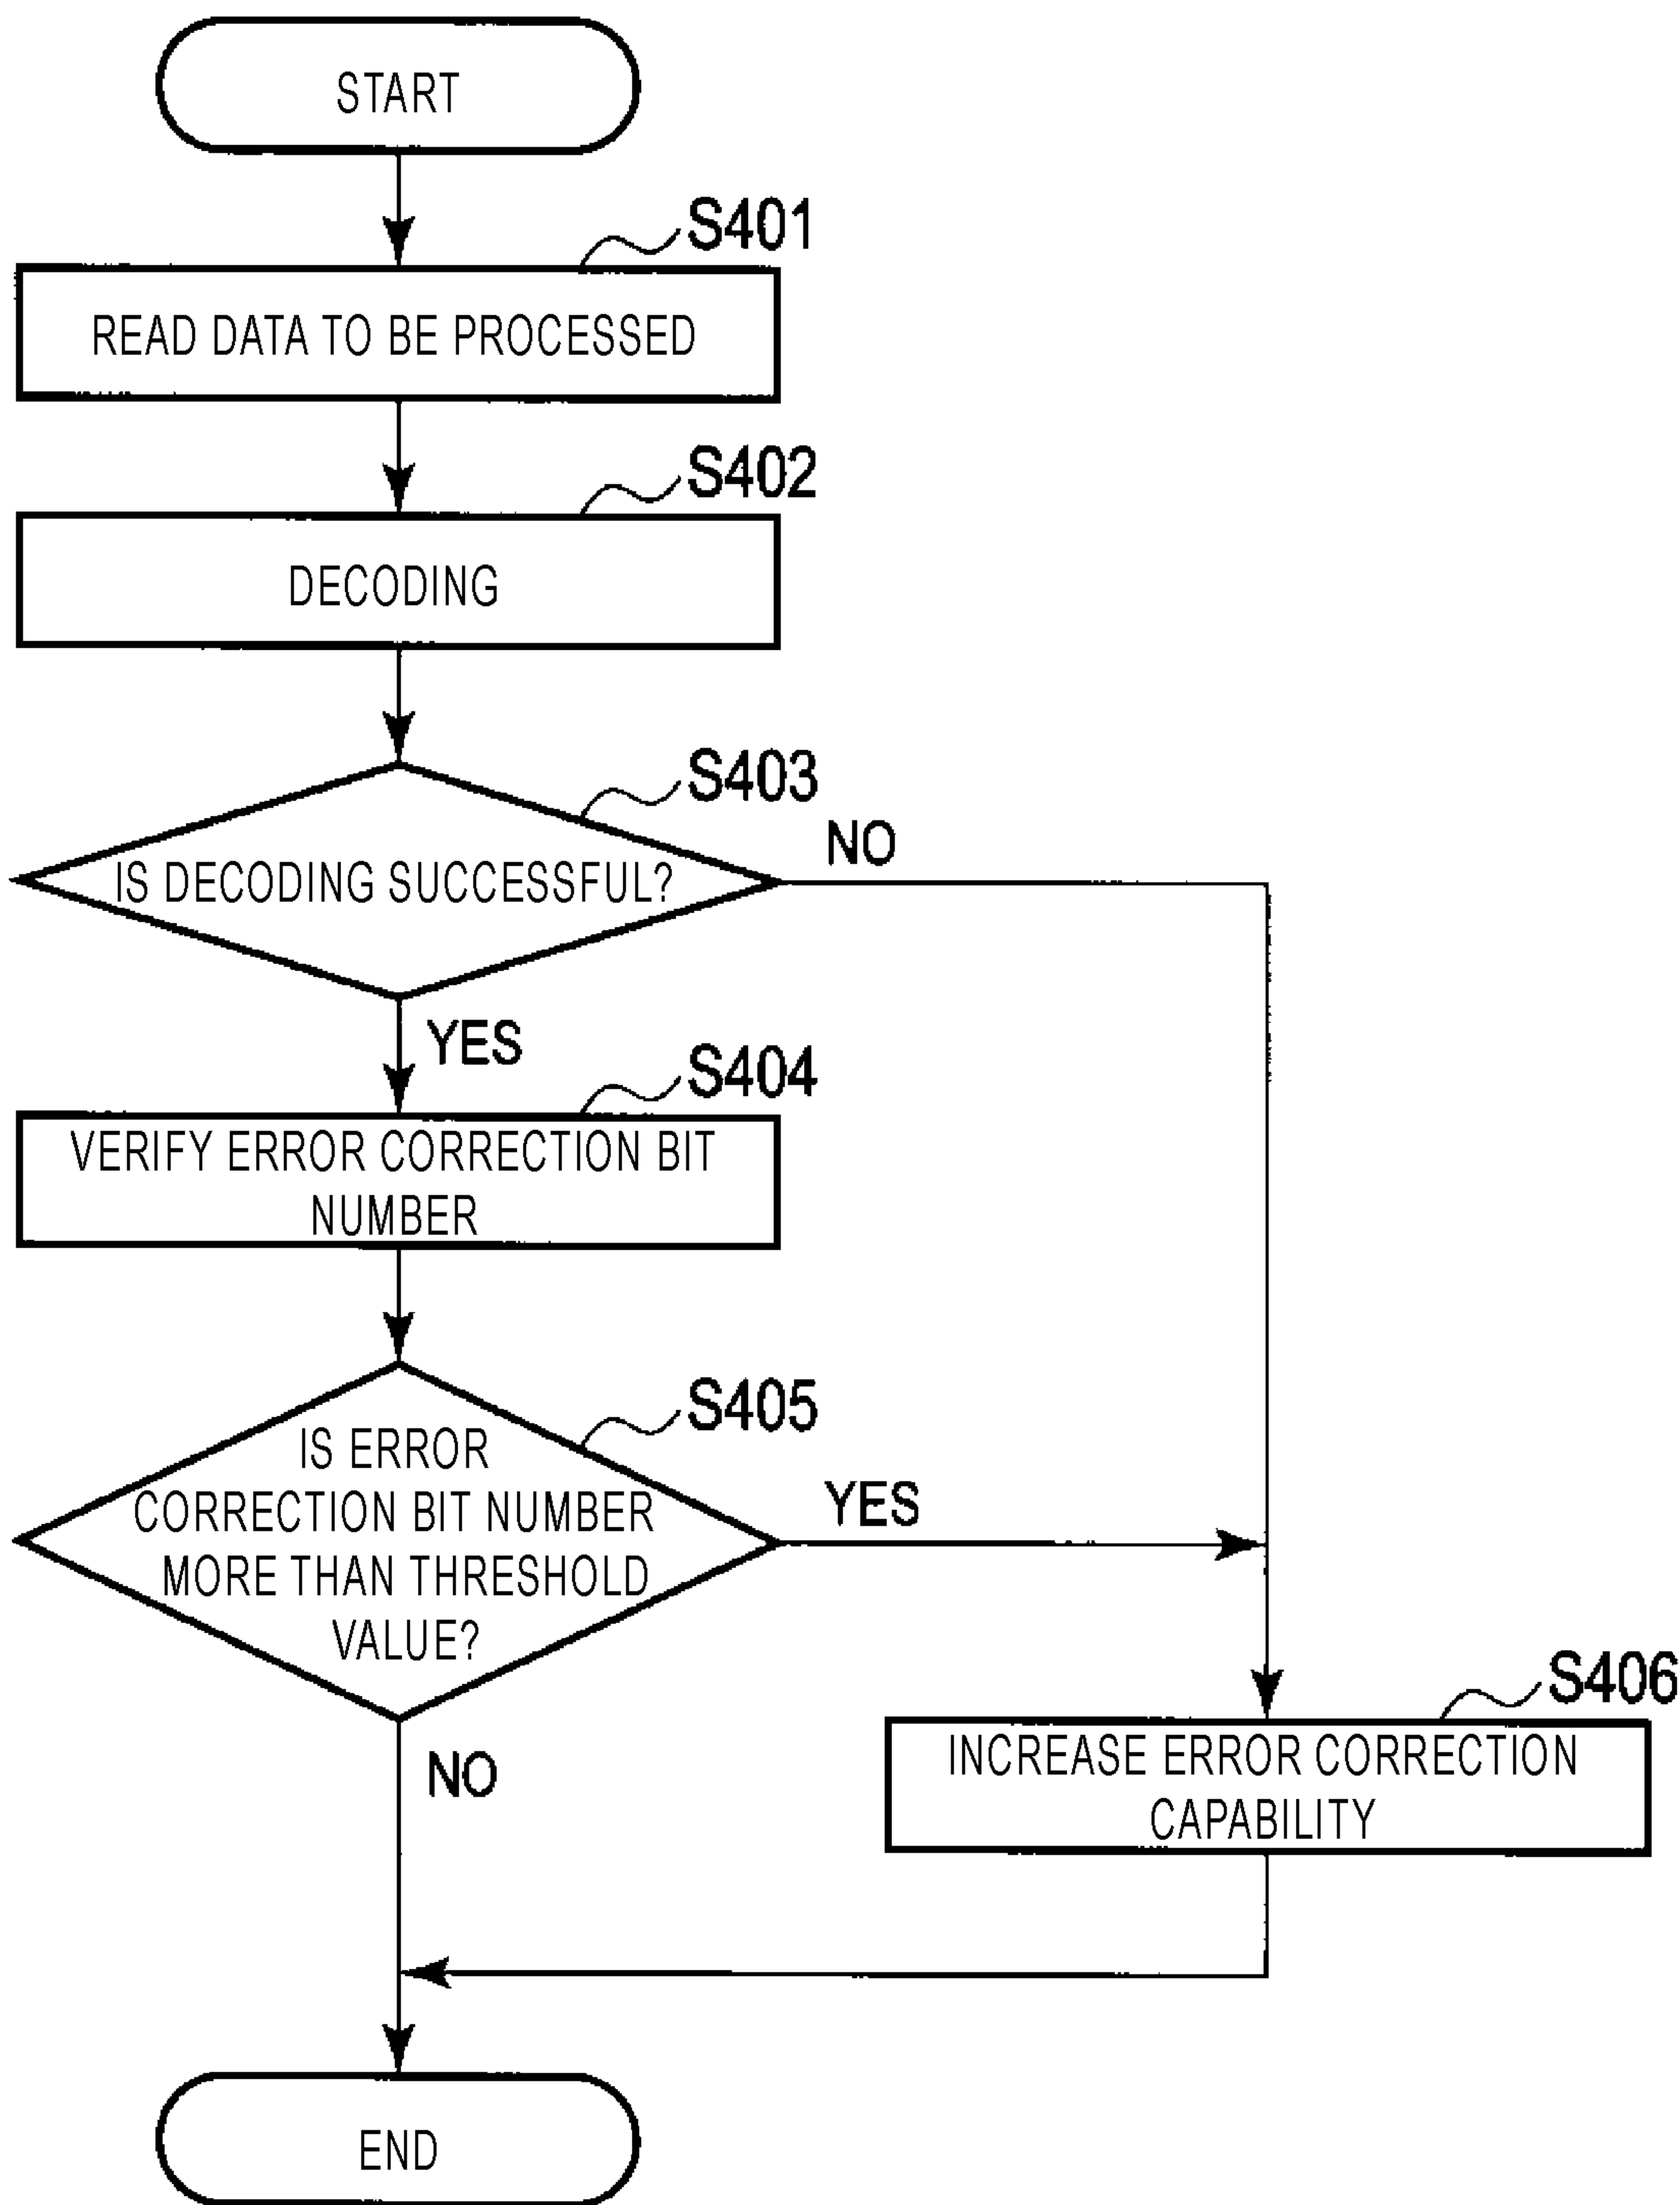 START
S401
READ DATA TO BE PROCESSED
S402
DECODING
S403
IS DECODING SUCCESSFUL?
NO
YES
S404
VERIFY ERROR CORRECTION BIT
NUMBER
S405
IS ERROR
CORRECTION BIT NUMBER
MORE THAN THRESHOLD
VALUE?
YES
NO
S406
INCREASE ERROR CORRECTION
CAPABILITY
END